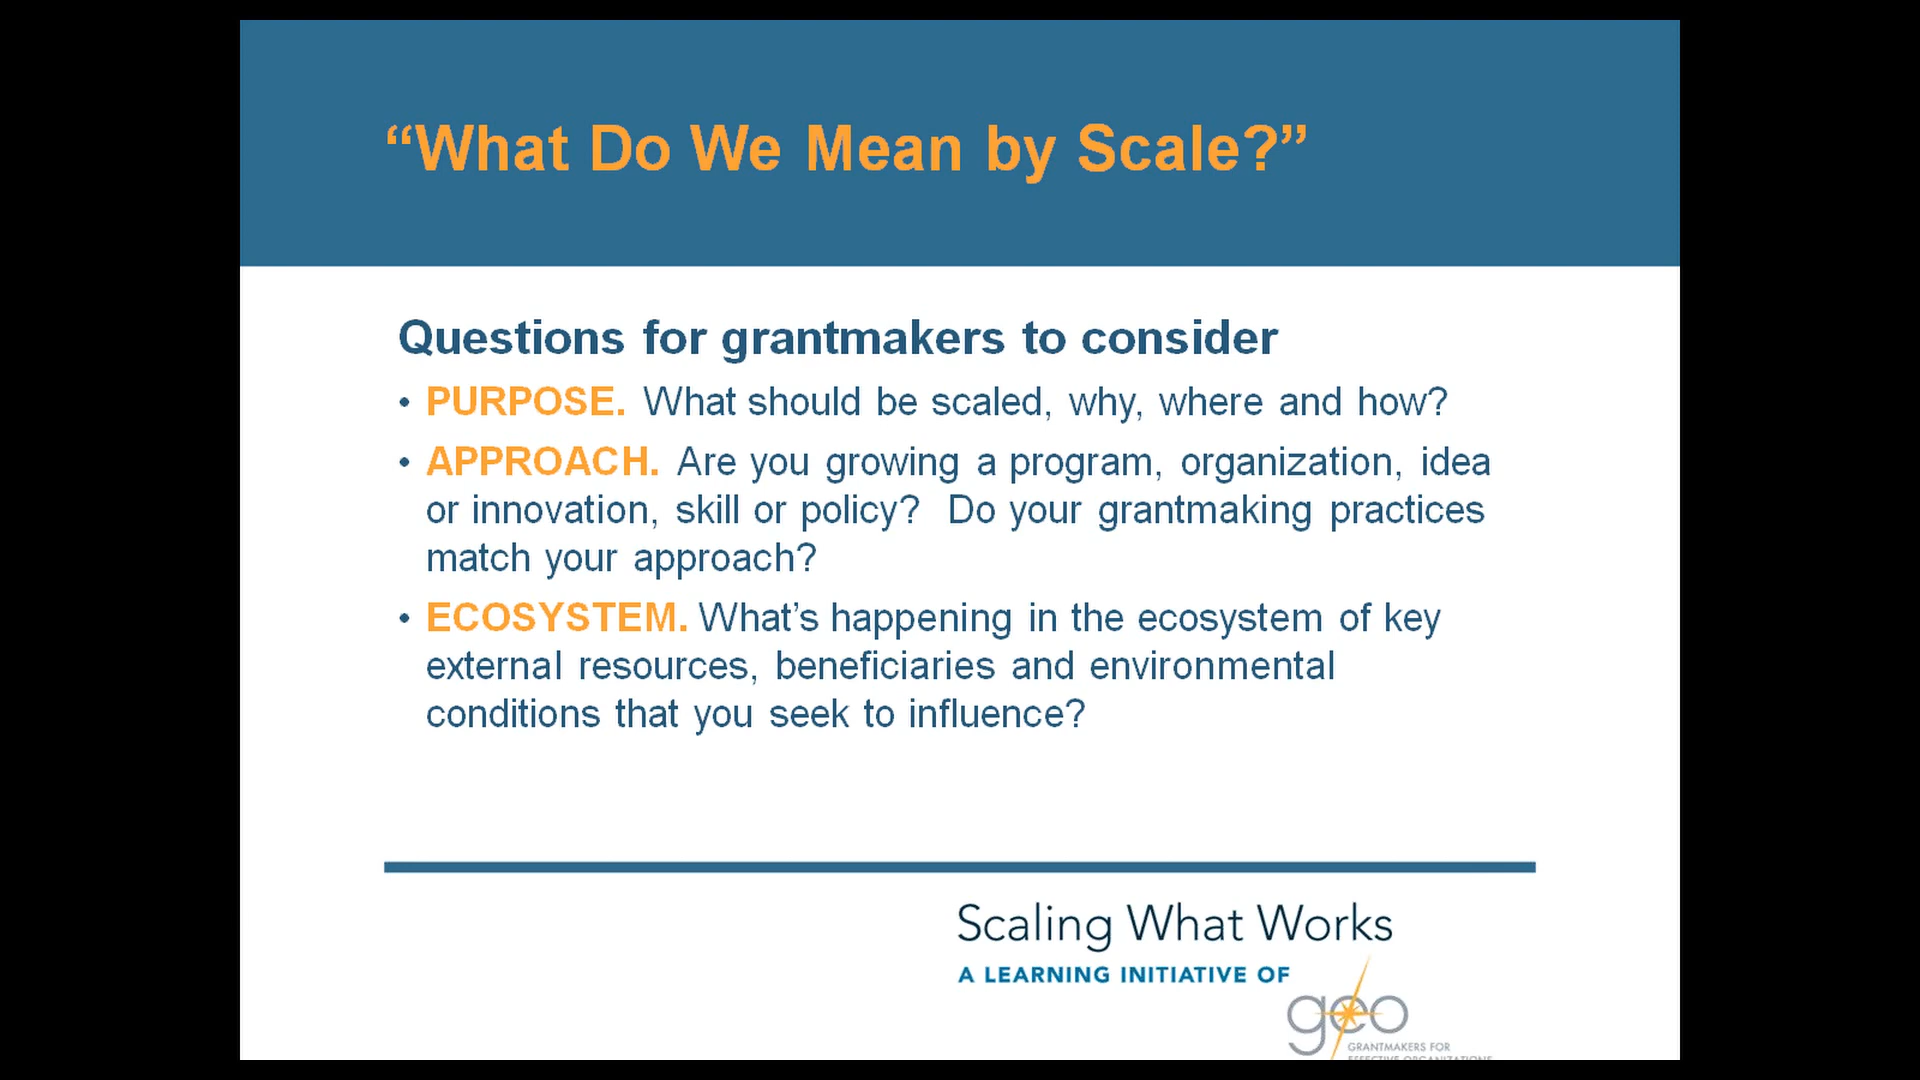 “What Do We Mean by Scale?”
Questions for grantmakers to consider
• PURPOSE. What should be scaled, why, where and how?
• APPROACH. Are you growing a program, organization, idea
or innovation, skill or policy? Do your grantmaking practices
match your approach?
• ECOSYSTEM. What’s happening in the ecosystem of key
external resources, beneficiaries and environmental
conditions that you seek to influence?
Scaling What Works
A LEARNING INITIATIVE OF
geo
GRANTMAKERS FOR
EFFECTIVE ORGANIZATIONS